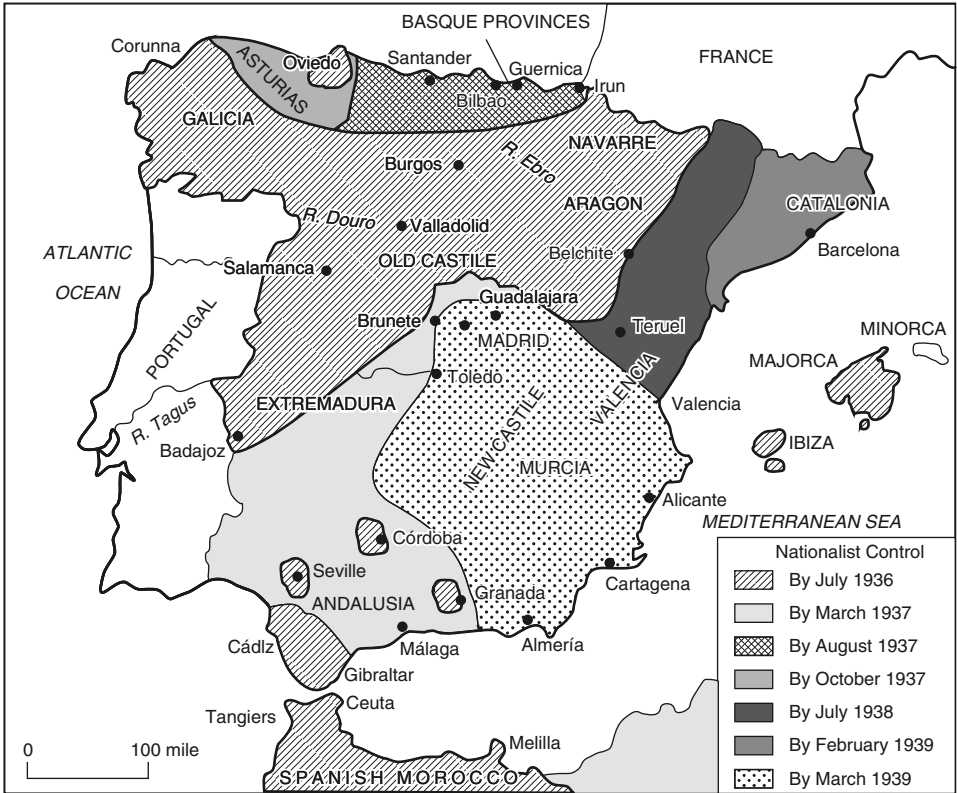 BASQUE PROVINCES
Corunna
ASTURIAS
Oviedo
Santander
Guernica
Bilbao
Irun
FRANCE
GALICIA
NAVARRE
Burgos
R. Ebro
ARAGON
CATALONIA
R. Douro
Valladolid
Barcelona
ATLANTIC
OCEAN
Salamanca
OLD CASTILE
Belchite
PORTUGAL
Guadalajara
Brunete
MADRID
Teruel
MINORCA
MAJORCA
Toledo
EXTREMADURA
VALENCIA
Valencia
R. Tagus
Badajoz
NEW CASTILE
IBIZA
MURCIA
Alicante
MEDITERRANEAN SEA
Córdoba
Seville
Granada
Cartagena
ANDALUSIA
Cádlz
Málaga
Almería
Gibraltar
Ceuta
Tangiers
Melilla
SPANISH MOROCCO
0 100 mile
Nationalist Control
By July 1936
By March 1937
By August 1937
By October 1937
By July 1938
By February 1939
By March 1939